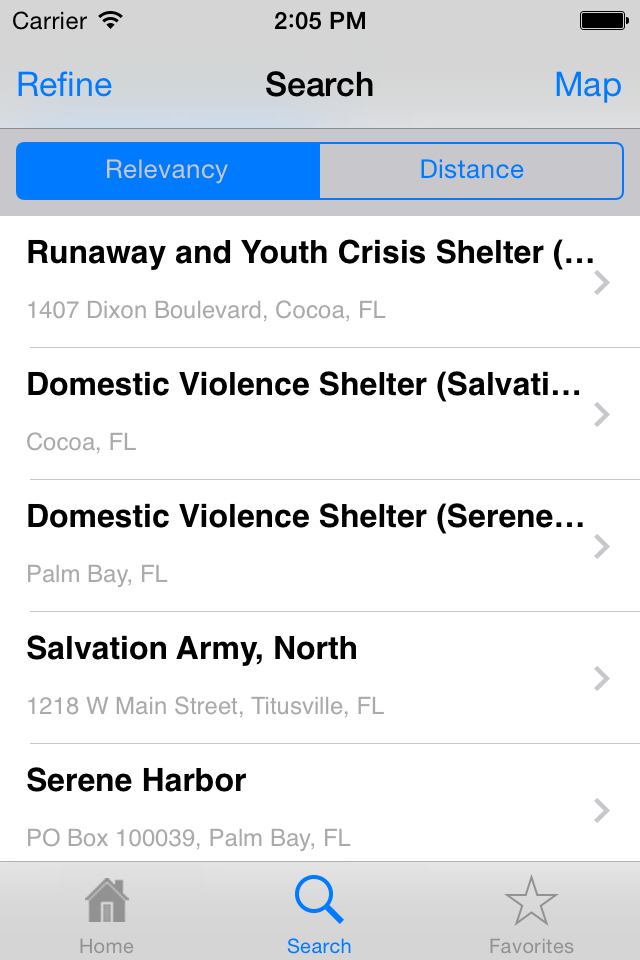 Carrier 2:05 PM
Refine Search Map
Relevancy Distance
Runaway and Youth Crisis Shelter (...
1407 Dixon Boulevard, Cocoa, FL
Domestic Violence Shelter (Salvati...
Cocoa, FL
Domestic Violence Shelter (Serene...
Palm Bay, FL
Salvation Army, North
1218 W Main Street, Titusville, FL
Serene Harbor
PO Box 100039, Palm Bay, FL
Home Search Favorites